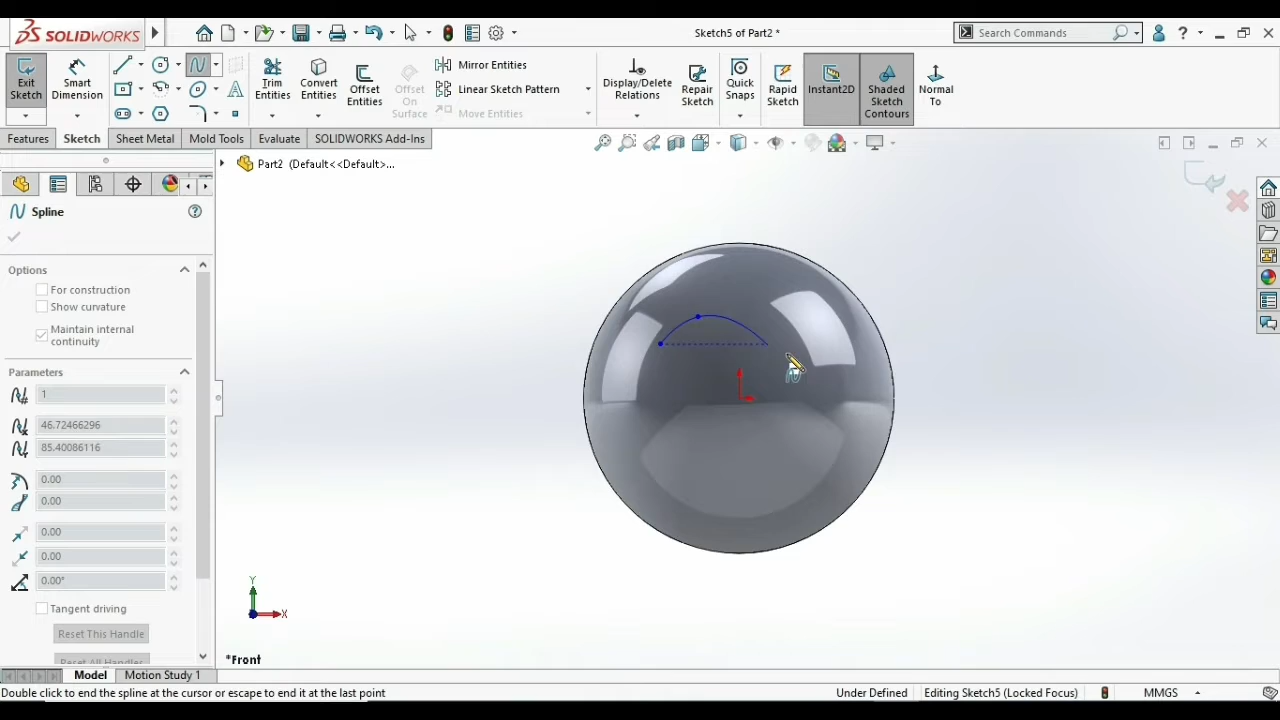 SOLIDWORKS
Sketch5 of Part2 *
Search Commands
Exit Sketch
Smart Dimension
Trim Entities
Convert Entities
Offset Entities
Offset On Surface
Mirror Entities
Linear Sketch Pattern
Move Entities
Display/Delete Relations
Repair Sketch
Quick Snaps
Rapid Sketch
Instant2D
Shaded Sketch Contours
Normal To
Features
Sketch
Sheet Metal
Mold Tools
Evaluate
SOLIDWORKS Add-Ins
Part2 (Default<<Default>...
Spline
Options
For construction
Show curvature
Maintain internal
continuity
Parameters
1
46.72466296
85.40086116
0.00
0.00
0.00
0.00
0.00°
Tangent driving
Reset This Handle
Reset All Handles
Y
X
*Front
Model
Motion Study 1
Double click to end the spline at the cursor or escape to end it at the last point
Under Defined
Editing Sketch5 (Locked Focus)
MMGS